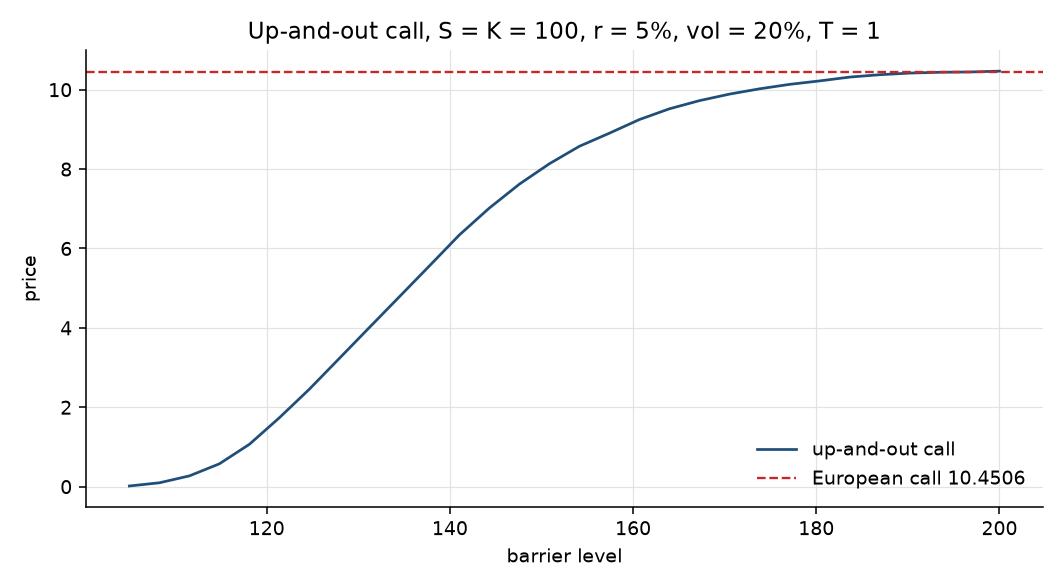 Up-and-out call, S = K = 100, r = 5%, vol = 20%, T = 1
price
10
8
6
4
2
0
up-and-out call
European call 10.4506
120 140 160 180 200
barrier level